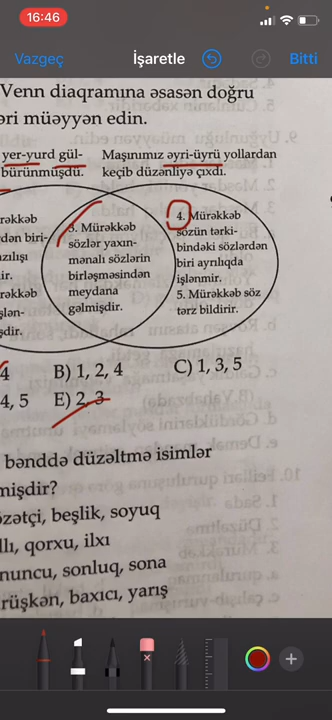 16:46
Vazgeç İşaretle Bitti
Venn diaqramına əsasən doğru
əri müəyyən edin.
yer-yurd gül- Maşınımız əyri-üyrü yollardan
bürünmüşdü. keçib düzənliyə çıxdı.
rəkkəb
dən biri-
azılışı
ir.
rəkkəb
şlən-
şdir.
3. Mürəkkəb
sözlər yaxın-
mənalı sözlərin
birləşməsindən
meydana
gəlmişdir.
4. Mürəkkəb
sözün tərki-
bindəki sözlərdən
biri ayrılıqda
işlənmir.
5. Mürəkkəb söz
tərz bildirir.
4 B) 1, 2, 4 C) 1, 3, 5
4, 5 E) 2, 3
bənddə düzəltmə isimlər
mişdir?
özətçi, beşlik, soyuq
llı, qorxu, ilxı
nuncu, sonluq, sona
rüşkən, baxıcı, yarış